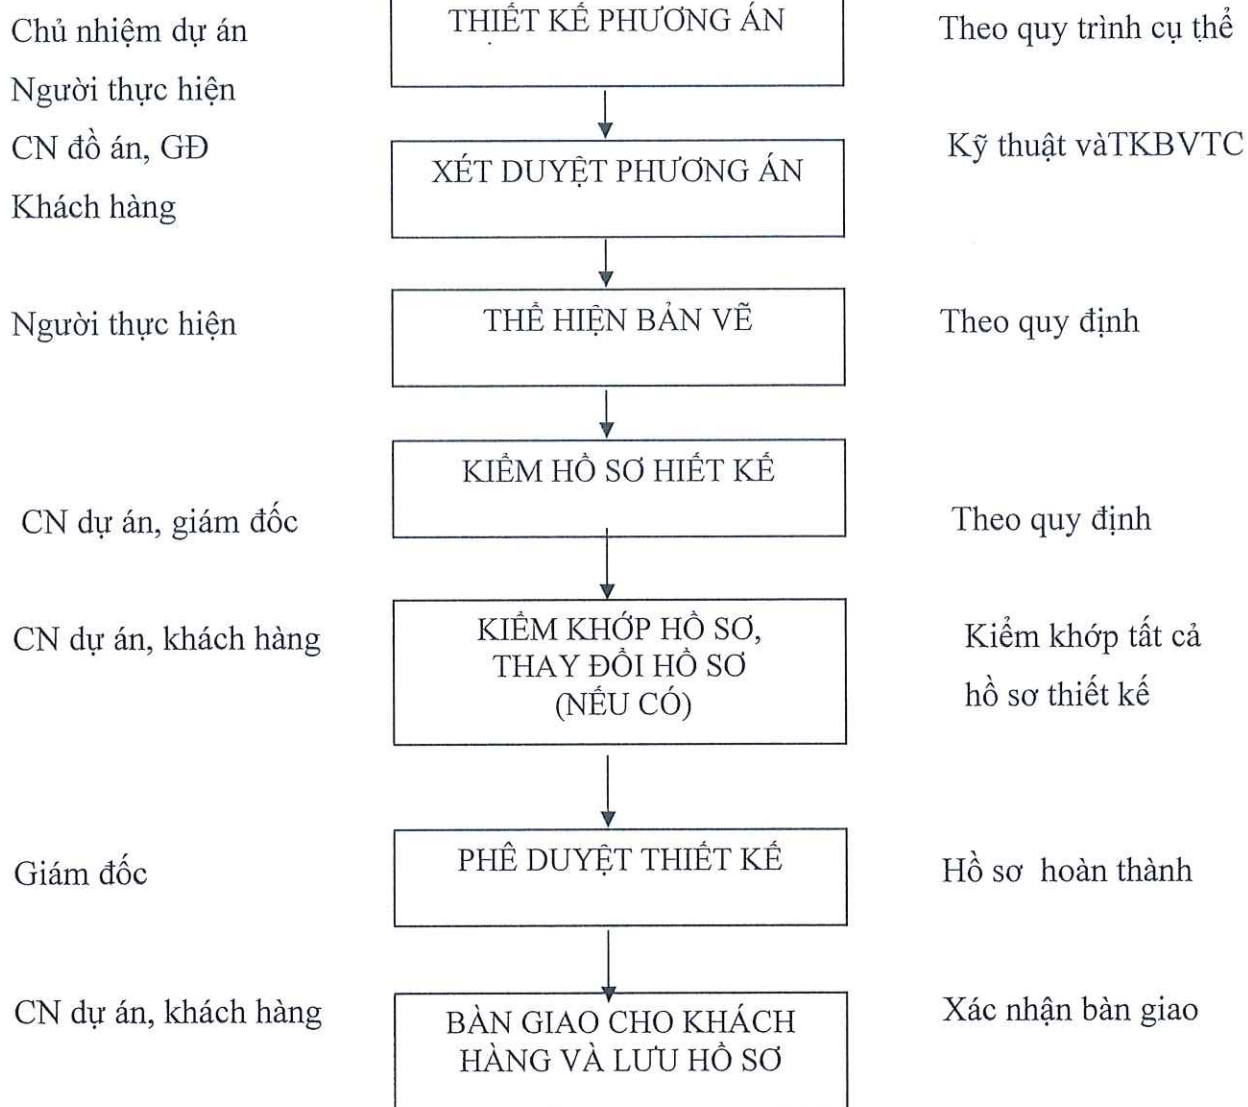 Chủ nhiệm dự án
THIẾT KẾ PHƯƠNG ÁN
Theo quy trình cụ thể
Người thực hiện
CN đồ án, GĐ
XÉT DUYỆT PHƯƠNG ÁN
Kỹ thuật vàTKBVTC
Khách hàng
Người thực hiện
THỂ HIỆN BẢN VẼ
Theo quy định
KIỂM HỒ SƠ HIẾT KẾ
CN dự án, giám đốc
Theo quy định
CN dự án, khách hàng
KIỂM KHỚP HỒ SƠ,
THAY ĐỔI HỒ SƠ
(NẾU CÓ)
Kiểm khớp tất cả
hồ sơ thiết kế
Giám đốc
PHÊ DUYỆT THIẾT KẾ
Hồ sơ hoàn thành
CN dự án, khách hàng
BÀN GIAO CHO KHÁCH
HÀNG VÀ LƯU HỒ SƠ
Xác nhận bàn giao